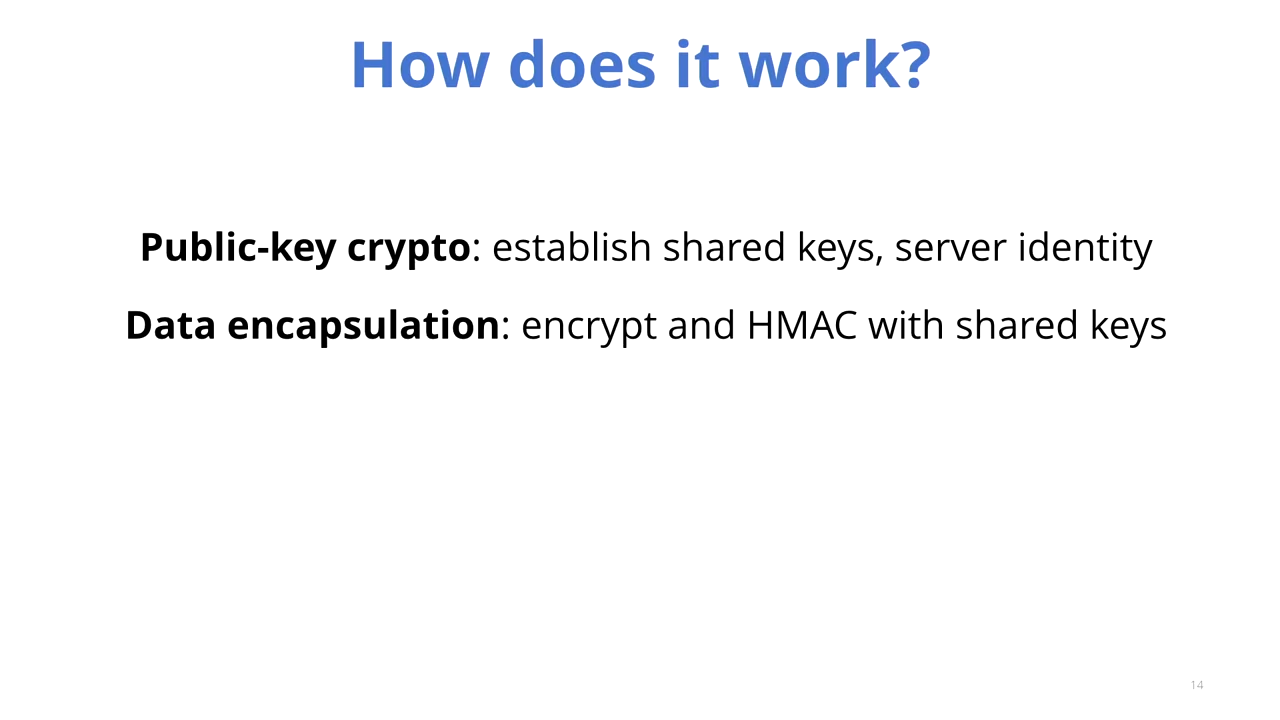 How does it work?
Public-key crypto: establish shared keys, server identity
Data encapsulation: encrypt and HMAC with shared keys
14